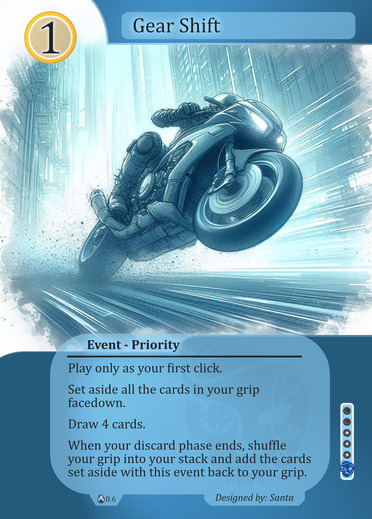 1
Gear Shift
Event - Priority
Play only as your first click.
Set aside all the cards in your grip
facedown.
Draw 4 cards.
When your discard phase ends, shuffle
your grip into your stack and add the cards
set aside with this event back to your grip.
0.6
Designed by: Santa